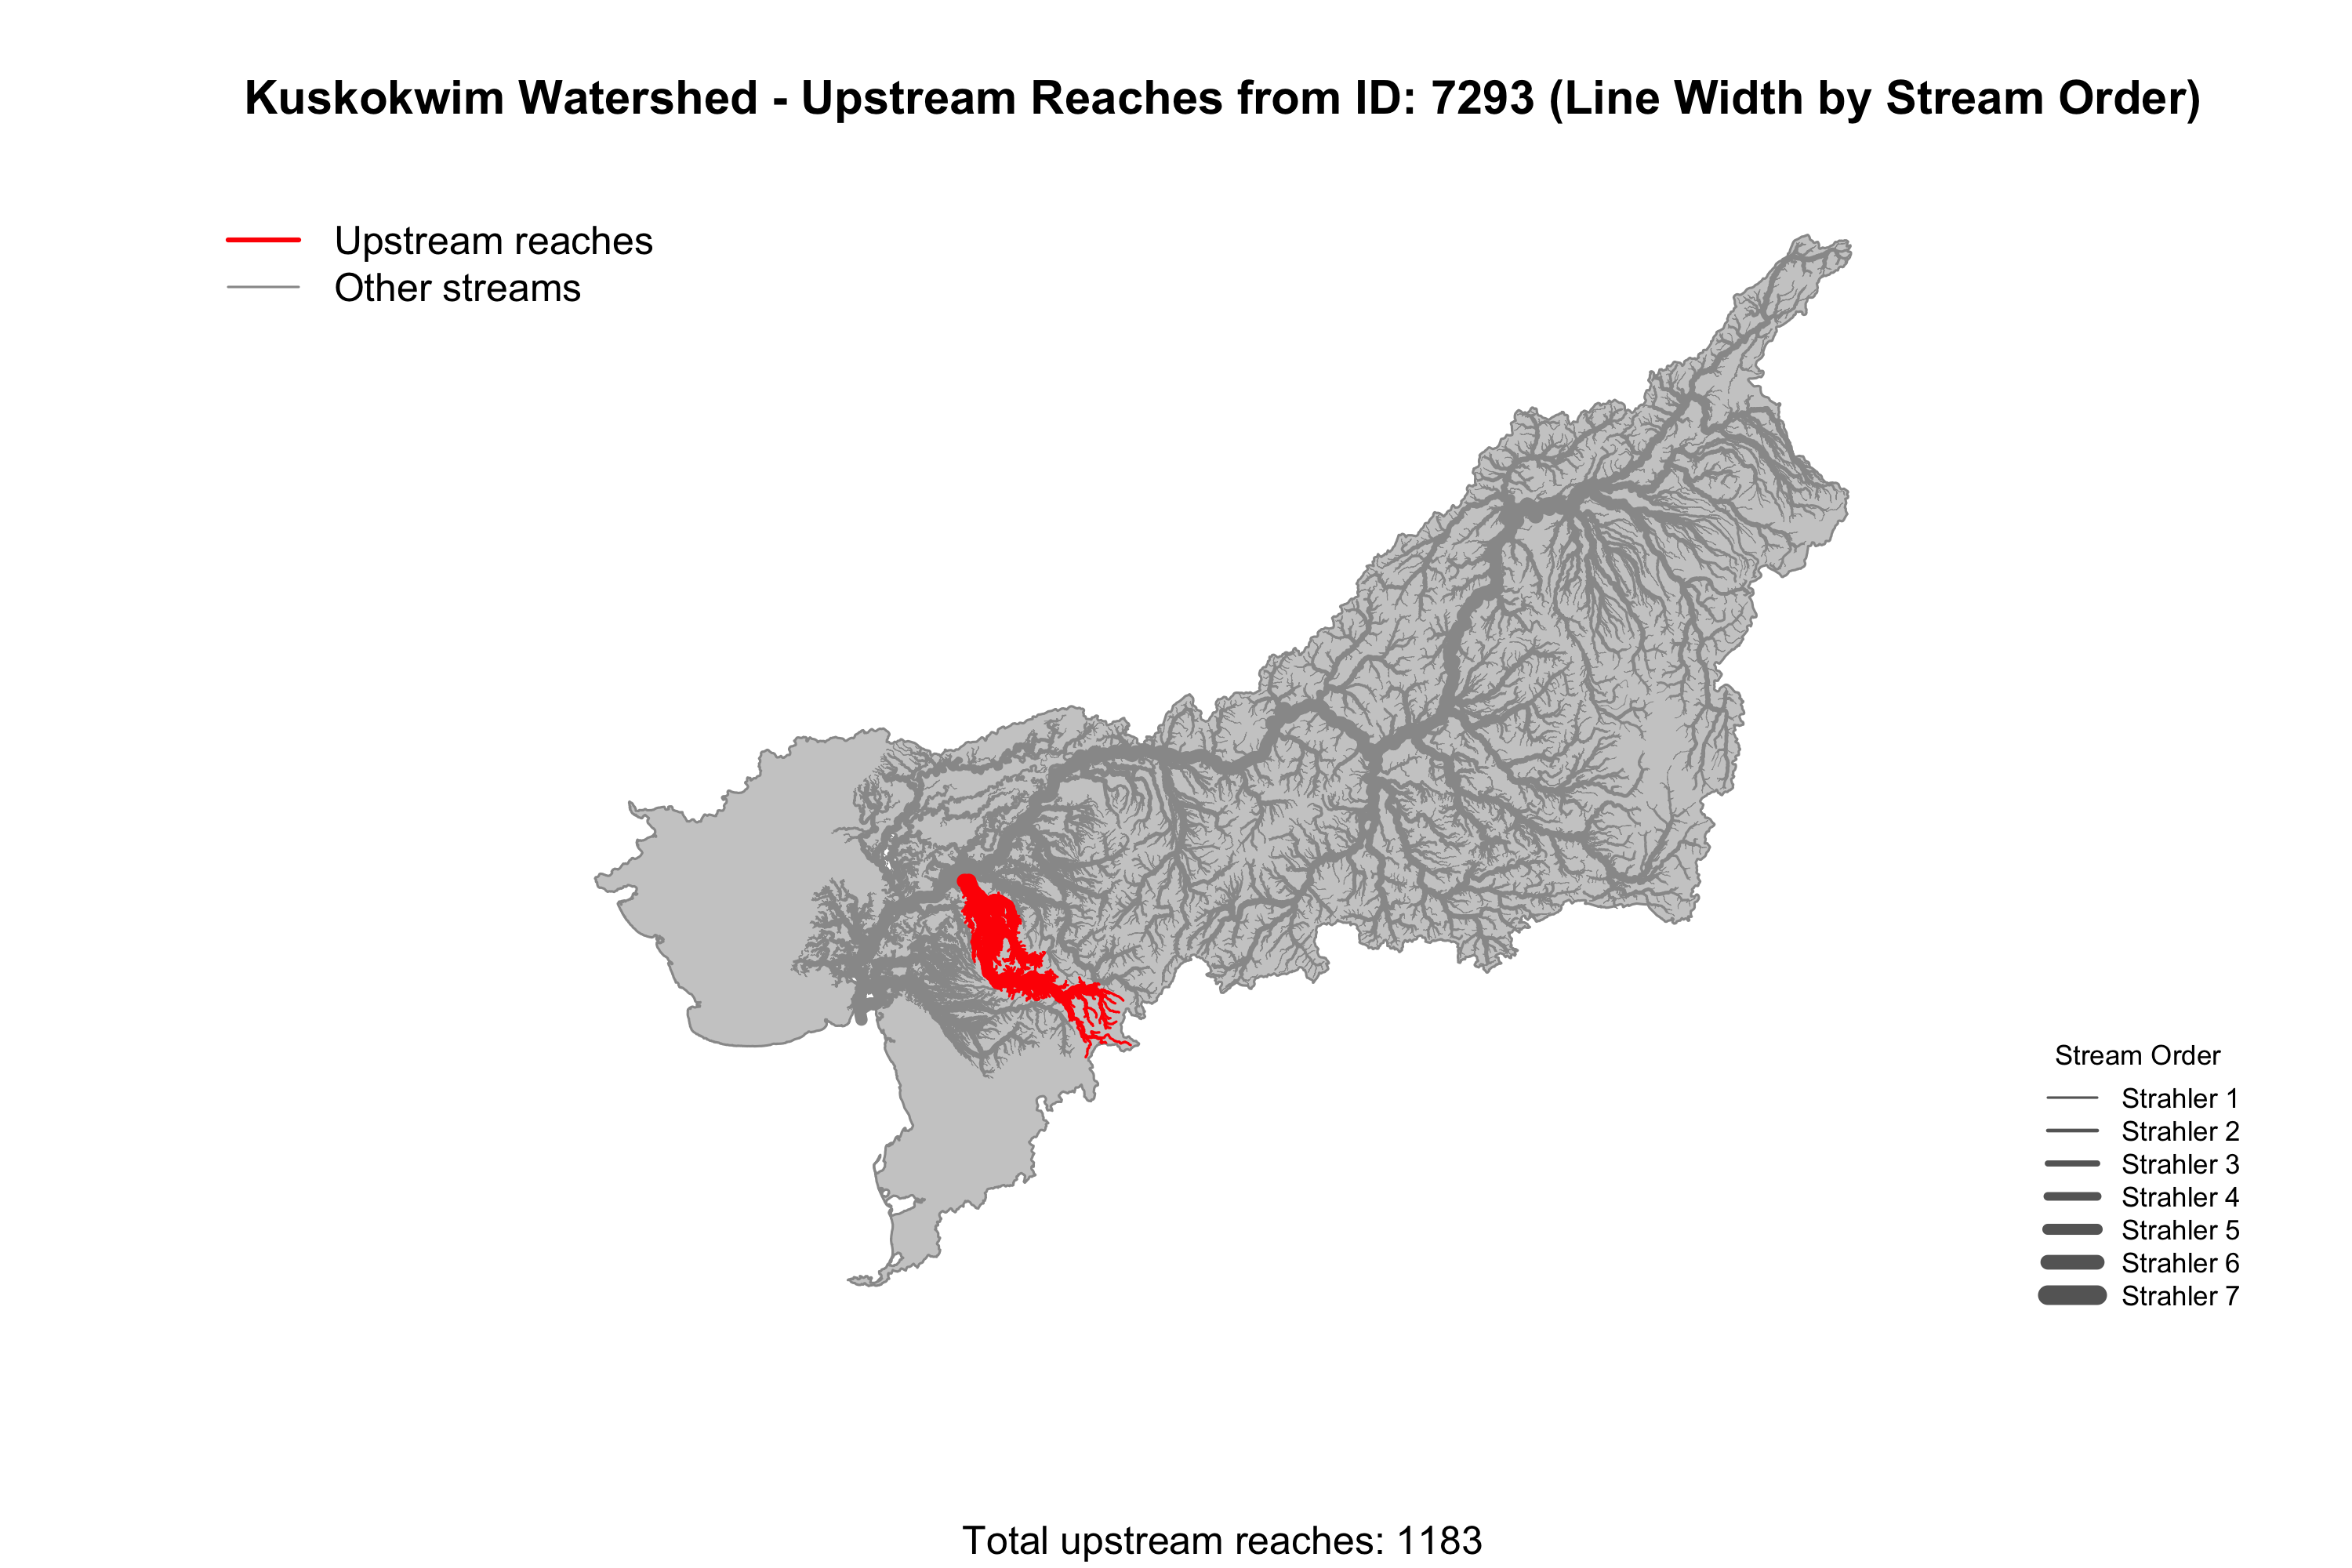 Kuskokwim Watershed - Upstream Reaches from ID: 7293 (Line Width by Stream Order)
Upstream reaches
Other streams
Stream Order
Strahler 1
Strahler 2
Strahler 3
Strahler 4
Strahler 5
Strahler 6
Strahler 7
Total upstream reaches: 1183